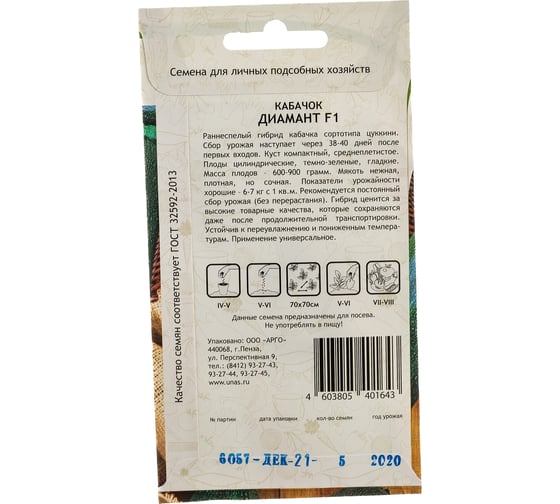 Семена для личных подсобных хозяйств
КАБАЧОК
ДИАМАНТ F1
Раннеспелый гибрид кабачка сортотипа цуккини.
Сбор урожая наступает через 38-40 дней после
первых входов. Куст компактный, среднеплетистое.
Плоды цилиндрические, темно-зеленые, гладкие.
Масса плодов - 600-900 грамм. Мякоть нежная,
плотная, но сочная. Показатели урожайности
хорошие - 6-7 кг с 1 кв.м. Рекомендуется постоянный
сбор урожая (без перерастания). Гибрид ценится за
высокие товарные качества, которые сохраняются
даже после продолжительной транспортировки.
Устойчив к переувлажнению и пониженным темпера-
турам. Применение универсальное.
IV-V V-VI 70x70см V-VI VII-VIII
Данные семена предназначены для посева.
Не употреблять в пищу!
Упаковано: ООО «АРГО»
440068, г.Пенза,
ул. Перспективная 9,
тел.: (8412) 93-27-43,
93-27-44, 93-27-45,
www.unas.ru
4 603805 401643
№ партии дата упаковки кол-во семян год урожая
6057-ДЕК-21- 5 2020
Качество семян соответствует ГОСТ 32592-2013